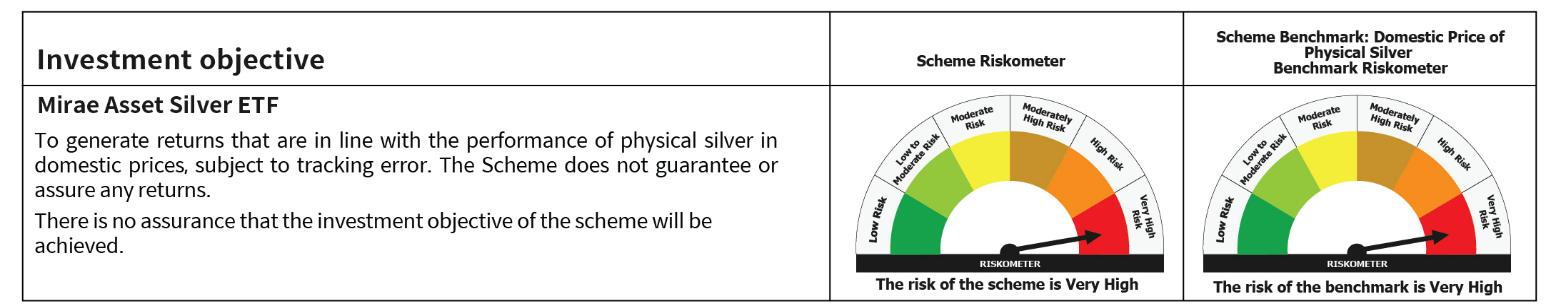 Investment objective
Scheme Riskometer
Scheme Benchmark: Domestic Price of
Physical Silver
Benchmark Riskometer
Mirae Asset Silver ETF
To generate returns that are in line with the performance of physical silver in
domestic prices, subject to tracking error. The Scheme does not guarantee or
assure any returns.
There is no assurance that the investment objective of the scheme will be
achieved.
Low Risk
Low to
Moderate Risk
Moderate
Risk
Moderately
High Risk
High Risk
Very High
Risk
RISKOMETER
The risk of the scheme is Very High
Low Risk
Low to
Moderate Risk
Moderate
Risk
Moderately
High Risk
High Risk
Very High
Risk
RISKOMETER
The risk of the benchmark is Very High